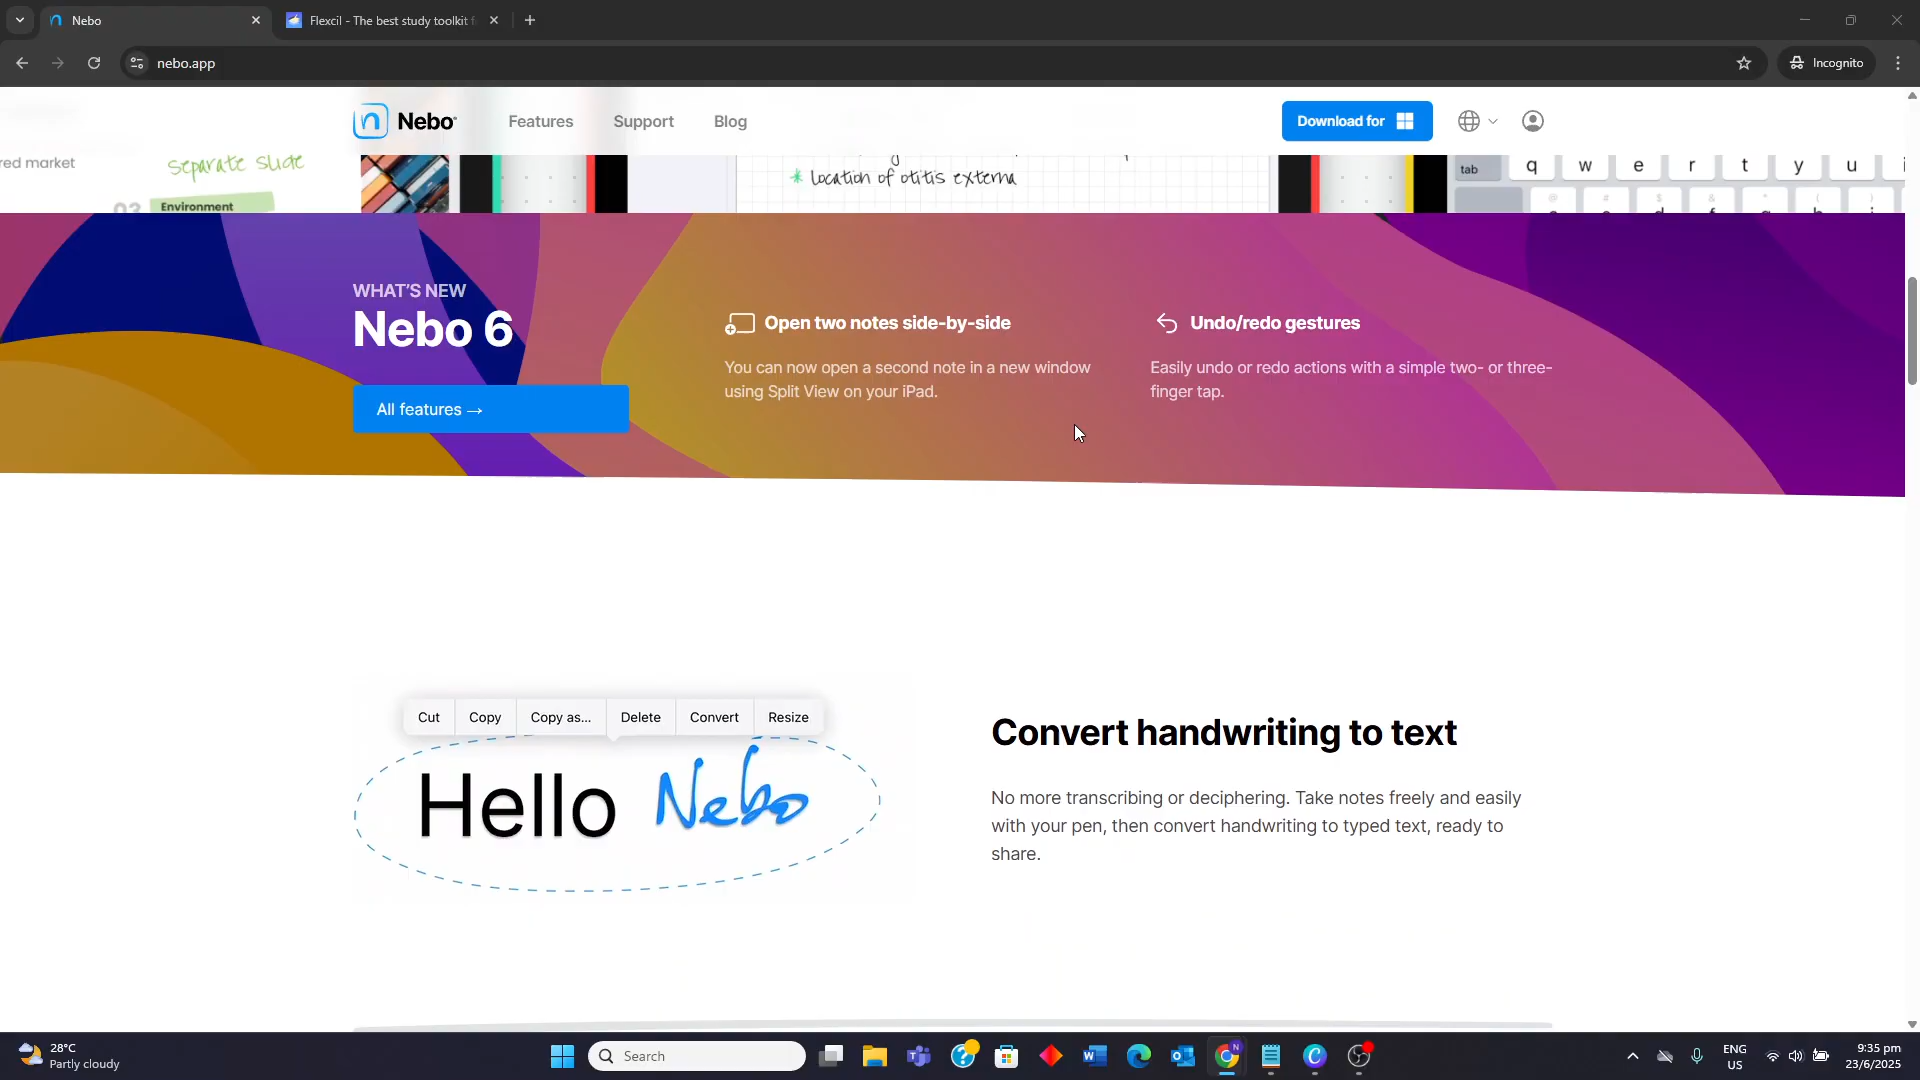 Nebo
Flexcil - The best study toolkit f
nebo.app
Incognito
Nebo
Features
Support
Blog
Download for
red market
separate slide
03
Environment
* location of otitis externa
tab
q w e r t y u
WHAT'S NEW
Nebo 6
All features →
Open two notes side-by-side
You can now open a second note in a new window
using Split View on your iPad.
Undo/redo gestures
Easily undo or redo actions with a simple two- or three-
finger tap.
Cut
Copy
Copy as...
Delete
Convert
Resize
Hello Nebo
Convert handwriting to text
No more transcribing or deciphering. Take notes freely and easily
with your pen, then convert handwriting to typed text, ready to
share.
28°C
Partly cloudy
Search
ENG
US
9:35 pm
23/6/2025